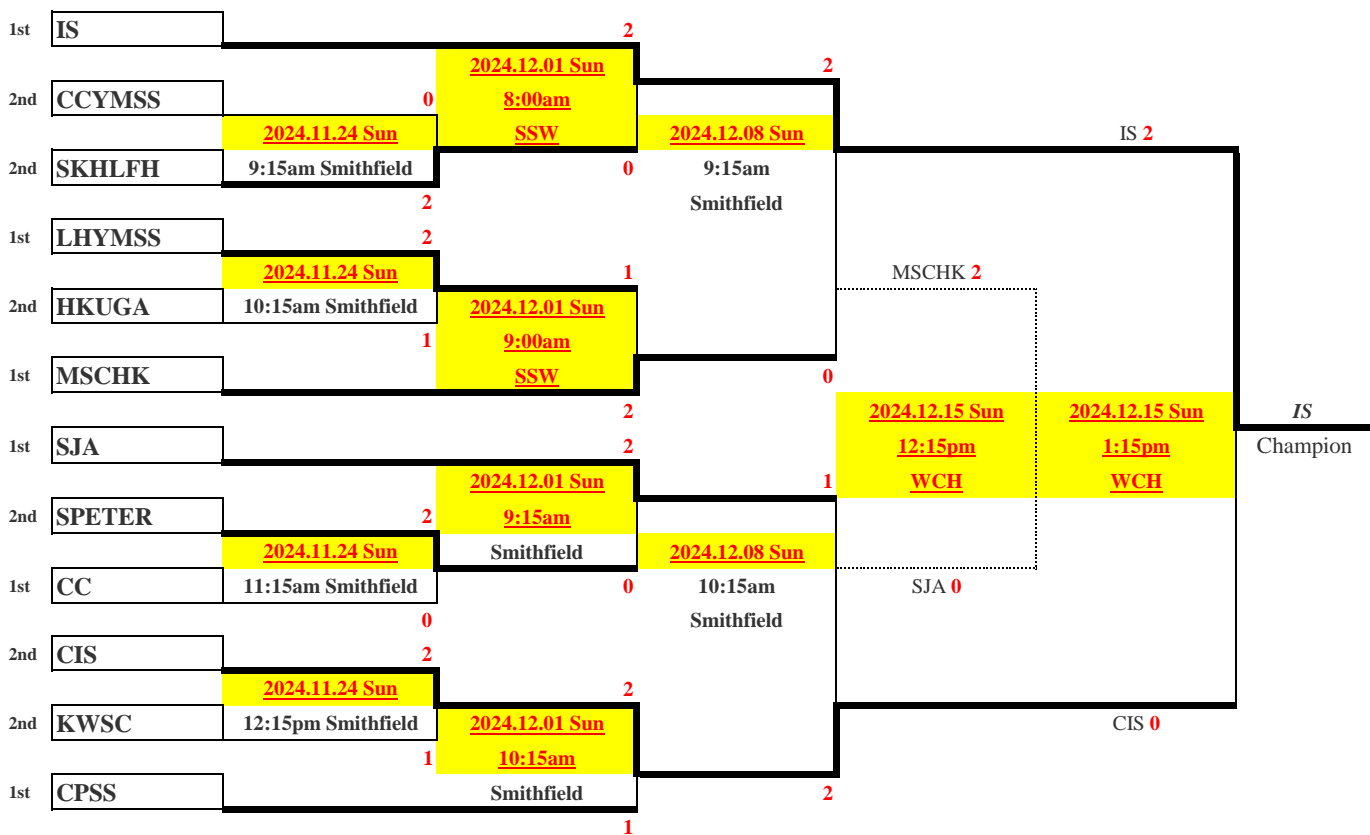 1st IS 2
2024.12.01 Sun 2
2nd CCYMSS 0 8:00am
2024.11.24 Sun SSW 2024.12.08 Sun IS 2
2nd SKHLFH 9:15am Smithfield 0 9:15am
2 Smithfield
1st LHYMSS 2
2024.11.24 Sun 1 MSCHK 2
2nd HKUGA 10:15am Smithfield 2024.12.01 Sun
1 9:00am
1st MSCHK SSW 0
2 2024.12.15 Sun 2024.12.15 Sun IS
1st SJA 2 12:15pm 1:15pm Champion
2024.12.01 Sun 1 WCH WCH
2nd SPETER 2 9:15am
2024.11.24 Sun Smithfield 2024.12.08 Sun
1st CC 11:15am Smithfield 0 10:15am SJA 0
0 Smithfield
2nd CIS 2
2024.11.24 Sun 2
2nd KWSC 12:15pm Smithfield 2024.12.01 Sun CIS 0
1 10:15am
1st CPSS Smithfield 2
1